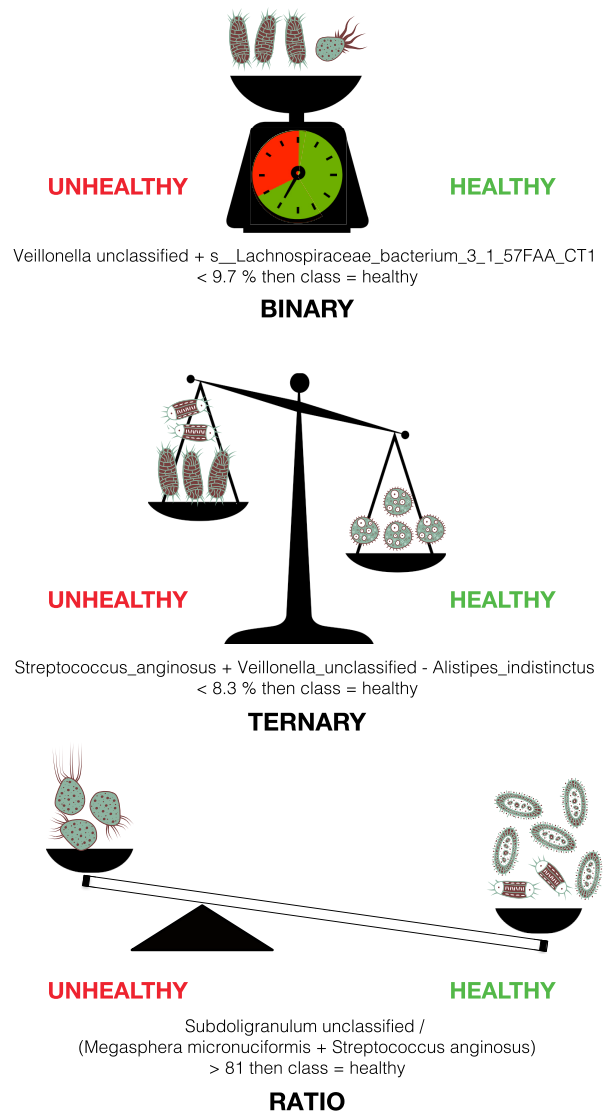 UNHEALTHY HEALTHY
Veillonella unclassified + s__Lachnospiraceae_bacterium_3_1_57FAA_CT1
< 9.7 % then class = healthy
BINARY
UNHEALTHY HEALTHY
Streptococcus_anginosus + Veillonella_unclassified - Alistipes_indistinctus
< 8.3 % then class = healthy
TERNARY
UNHEALTHY HEALTHY
Subdoligranulum unclassified /
(Megasphera micronuciformis + Streptococcus anginosus)
> 81 then class = healthy
RATIO